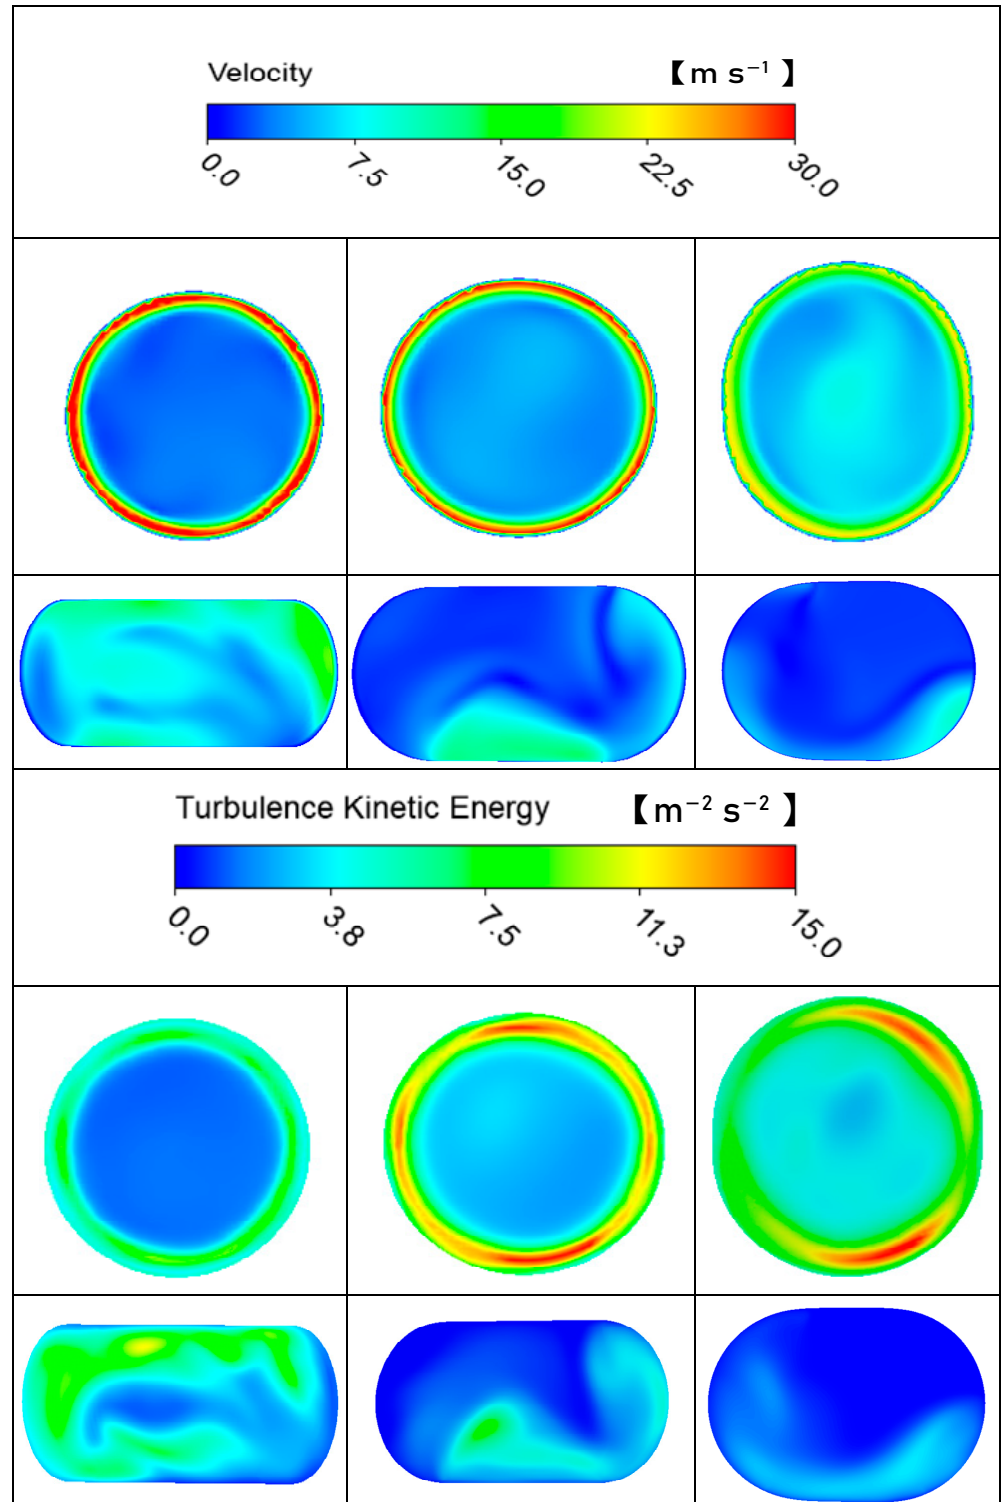 Velocity 【m s⁻¹ 】
0.0 7.5 15.0 22.5 30.0
Turbulence Kinetic Energy 【m⁻² s⁻² 】
0.0 3.8 7.5 11.3 15.0